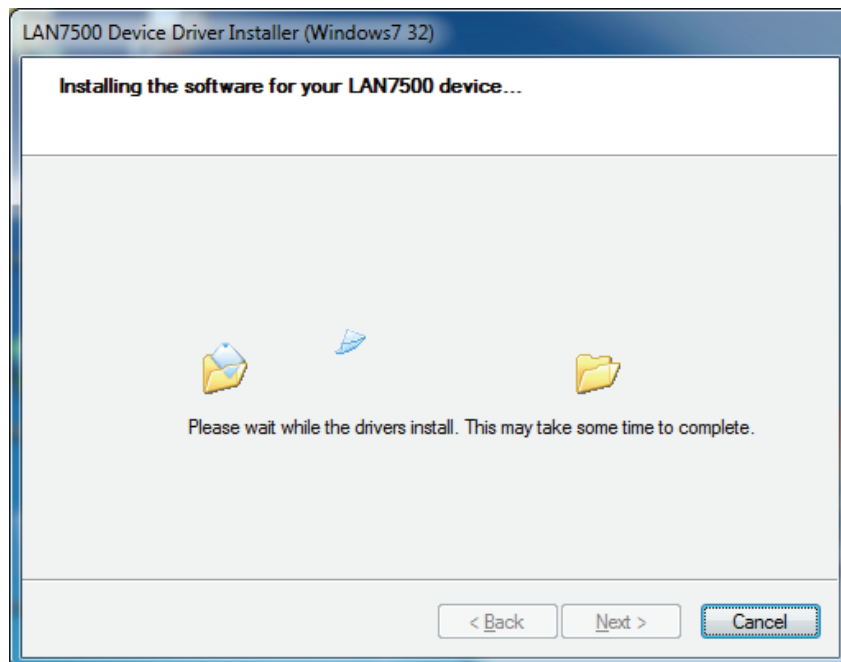 LAN7500 Device Driver Installer (Windows7 32)
Installing the software for your LAN7500 device...
Please wait while the drivers install. This may take some time to complete.
< Back
Next >
Cancel